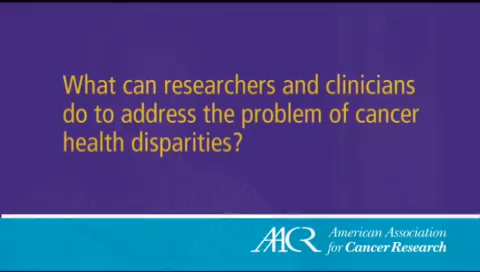 What can researchers and clinicians
do to address the problem of cancer
health disparities?
AACR American Association
for Cancer Research